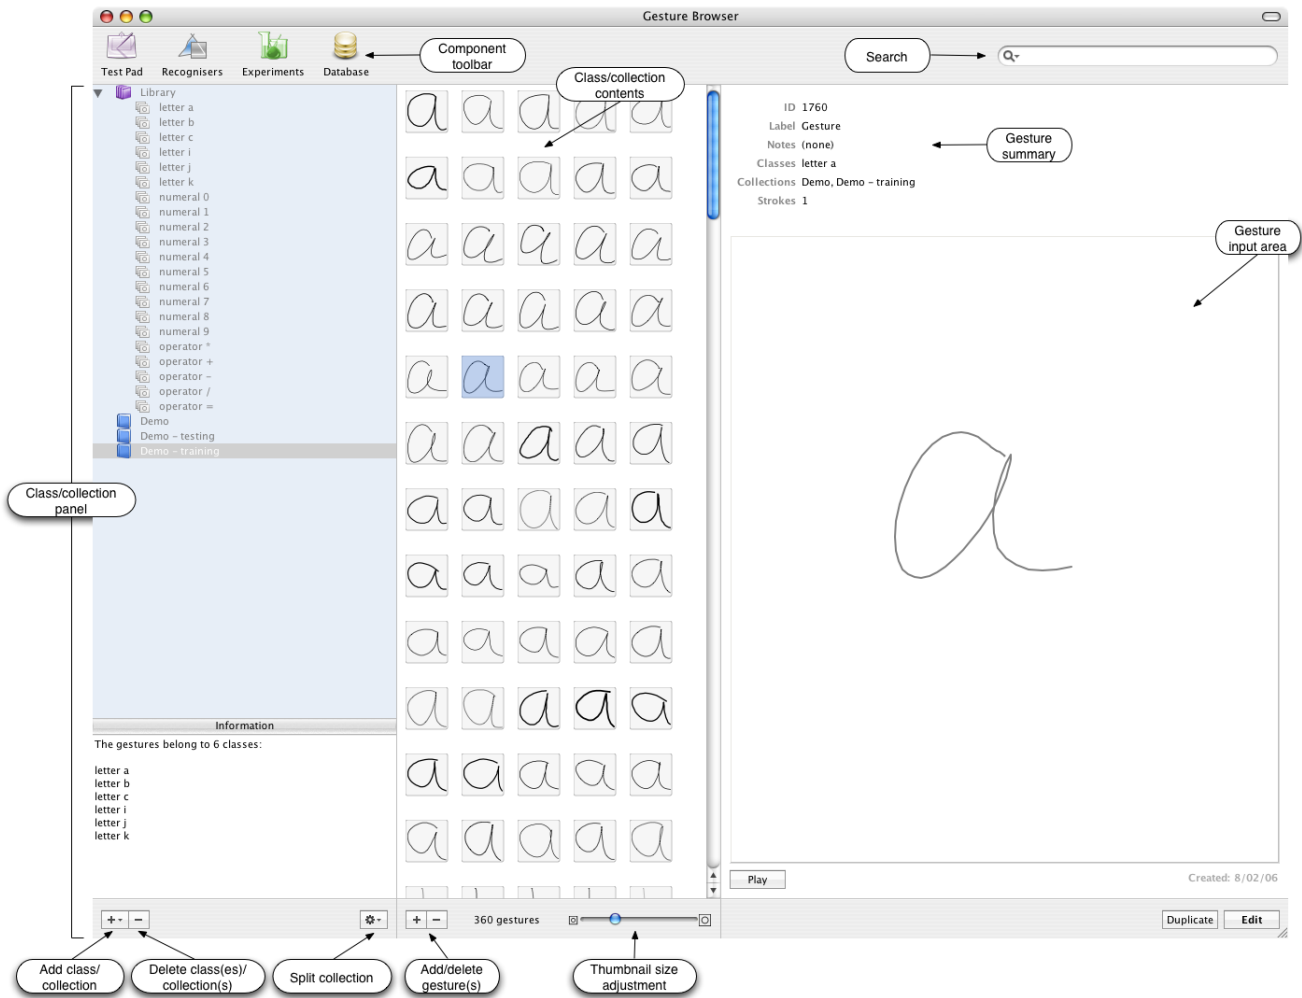 Gesture Browser
Test Pad
Recognisers
Experiments
Database
Component
toolbar
Search
Class/collection
contents
Library
letter a
letter b
letter c
letter i
letter j
letter k
numeral 0
numeral 1
numeral 2
numeral 3
numeral 4
numeral 5
numeral 6
numeral 7
numeral 8
numeral 9
operator *
operator +
operator -
operator /
operator =
Demo
Demo - testing
Demo - training
Class/collection
panel
Information
The gestures belong to 6 classes:
letter a
letter b
letter c
letter i
letter j
letter k
ID 1760
Label Gesture
Notes (none)
Classes letter a
Collections Demo, Demo - training
Strokes 1
Gesture
summary
Gesture
input area
Play
Created: 8/02/06
360 gestures
Duplicate
Edit
Add class/
collection
Delete class(es)/
collection(s)
Split collection
Add/delete
gesture(s)
Thumbnail size
adjustment